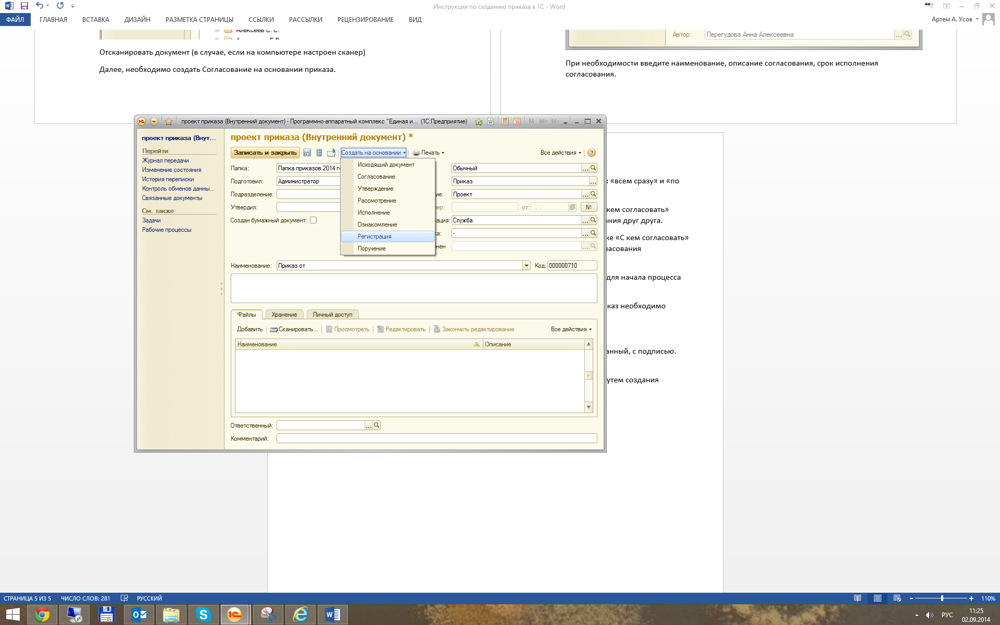 Инструкция по созданию приказа в 1С - Word
ФАЙЛ ГЛАВНАЯ ВСТАВКА ДИЗАЙН РАЗМЕТКА СТРАНИЦЫ ССЫЛКИ РАССЫЛКИ РЕЦЕНЗИРОВАНИЕ ВИД
Артем А. Усов
Алексеев С. С.
Отсканировать документ (в случае, если на компьютере настроен сканер)
Далее, необходимо создать Согласование на основании приказа.
Автор: Перегудова Анна Алексеевна
При необходимости введите наименование, описание согласования, срок исполнения
согласования.
проект приказа (Внутренний документ) - Программно-аппаратный комплекс "Единая и... (1С:Предприятие)
M M+ M-
проект приказа (Внут...
Перейти
Журнал передачи
Изменение состояния
История переписки
Контроль обменов данны...
Связанные документы
См. также
Задачи
Рабочие процессы
проект приказа (Внутренний документ) *
Записать и закрыть Создать на основании Печать Все действия
Исходящий документ
Согласование
Утверждение
Рассмотрение
Исполнение
Ознакомление
Регистрация
Поручение
Папка: Папка приказов 2014 го Обычный
Подготовил: Администратор Приказ
Подразделение: ие: Проект
Утвердил: ер: от: . . №
Создан бумажный документ: зация: Служба
ка: -
нен
Наименование: Приказ от Код: 000000710
Файлы Хранение Личный доступ
Добавить Сканировать... Просмотреть Редактировать Закончить редактирование Все действия
Наименование Описание
Ответственный:
Комментарий:
: «всем сразу» и «по
кем согласовать»
ния друг друга.
ке «С кем согласовать»
ласования
для начала процесса
каз необходимо
анный, с подписью.
утем создания
СТРАНИЦА 5 ИЗ 5 ЧИСЛО СЛОВ: 281 РУССКИЙ 110%
РУС
11:25
02.09.2014